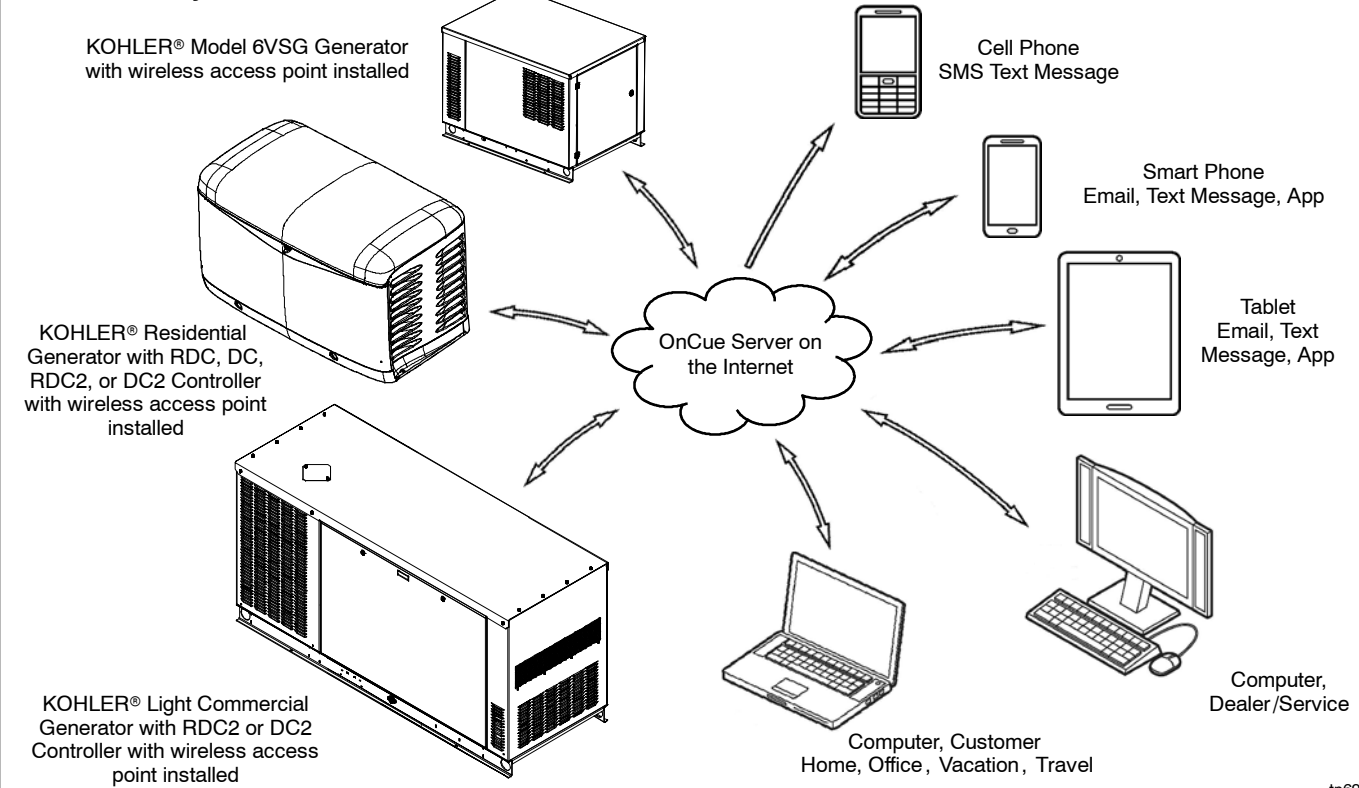 KOHLER® Model 6VSG Generator
with wireless access point installed
Cell Phone
SMS Text Message
Smart Phone
Email, Text Message, App
KOHLER® Residential
Generator with RDC, DC,
RDC2, or DC2 Controller
with wireless access point
installed
OnCue Server on
the Internet
Tablet
Email, Text
Message, App
KOHLER® Light Commercial
Generator with RDC2 or DC2
Controller with wireless access
point installed
Computer, Customer
Home, Office, Vacation, Travel
Computer,
Dealer/Service